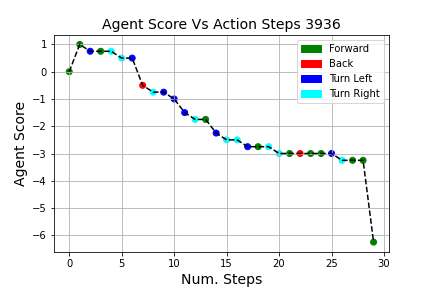 Agent Score Vs Action Steps 3936
Agent Score
1
0
−1
−2
−3
−4
−5
−6
Forward
Back
Turn Left
Turn Right
0 5 10 15 20 25 30
Num. Steps